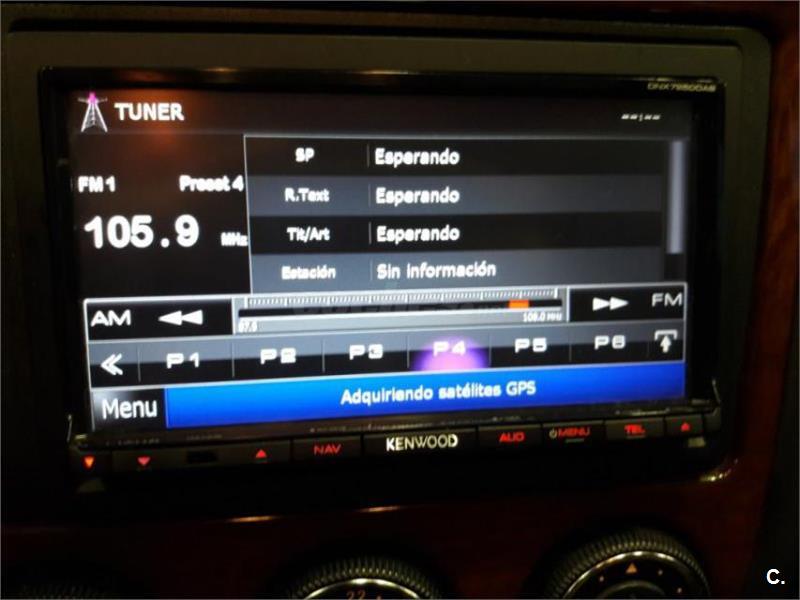 DNX7250DAB
TUNER
--:--
FM1 Preset 4
105.9 MHz
SP Esperando
R.Text Esperando
Tit/Art Esperando
Estación Sin información
AM FM
87.5 108.0 MHz
P1 P2 P3 P4 P5 P6
Menu Adquiriendo satélites GPS
NAV KENWOOD AUD MENU TEL
22
C.